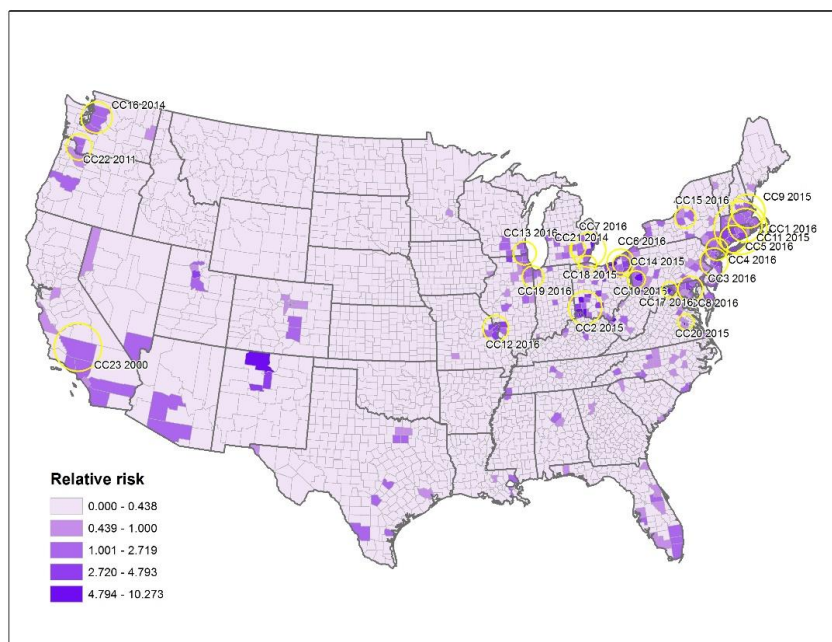 CC16 2014
CC22 2011
CC23 2000
CC13 2016
CC7 2016
CC21 2014
CC6 2016
CC14 2015
CC18 2015
CC19 2016
CC10 2016
CC2 2015
CC12 2016
CC15 2016
CC9 2015
CC1 2016
CC11 2015
CC5 2016
CC4 2016
CC3 2016
CC17 2016
CC8 2016
CC20 2015
Relative risk
0.000 - 0.438
0.439 - 1.000
1.001 - 2.719
2.720 - 4.793
4.794 - 10.273